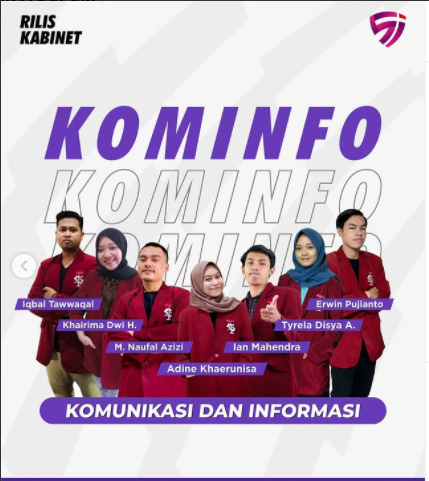 RILIS
KABINET
KOMINFO
KOMINFO
KOMINFO
Iqbal Tawwaqal
Erwin Pujianto
Khairima Dwi H.
Tyrela Disya A.
M. Naufal Azizi
Ian Mahendra
Adine Khaerunisa
KOMUNIKASI DAN INFORMASI